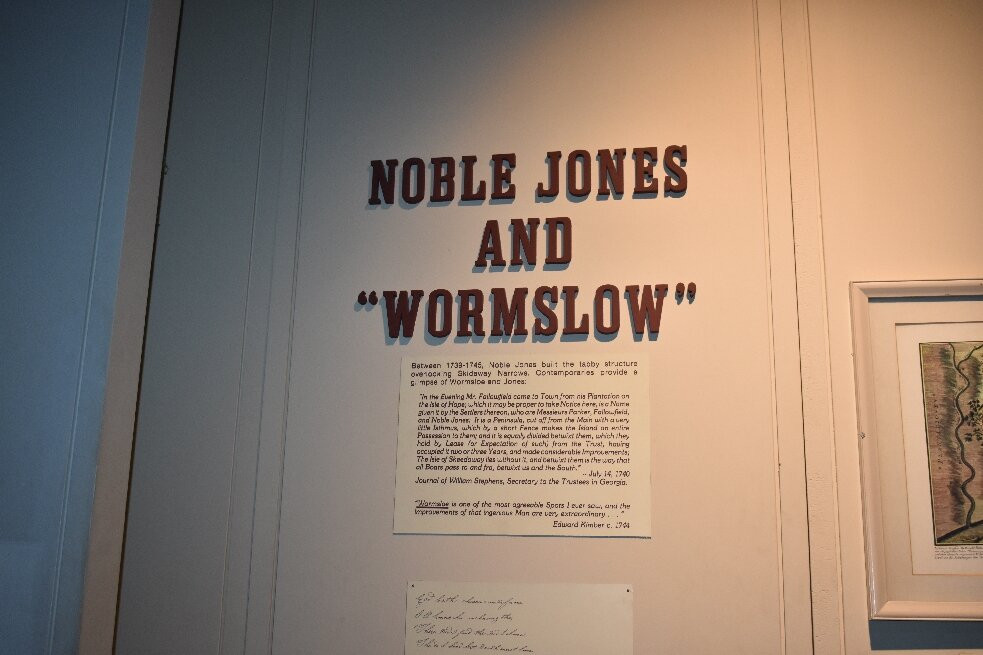 NOBLE JONES
AND
“WORMSLOW”
Between 1739-1745, Noble Jones built the tabby structure
overlooking Skidaway Narrows. Contemporaries provide a
glimpse of Wormsloe and Jones:
"In the Evening Mr. Fallowfield came to Town from his Plantation on
the Isle of Hope; which it may be proper to take Notice here, is a Name
given it by the Settlers thereon, who are Messieurs Parker, Fallowfield,
and Noble Jones. It is a Peninsula, cut off from the Main with a very
little Isthmus, which by a short Fence makes the Island an entire
Possession to them; and it is equally divided betwixt them, which they
hold by Lease (or Expectation of such) from the Trust, having
occupied it two or three Years, and made considerable Improvements;
The Isle of Skeedoway lies without it, and betwixt them is the way that
all Boats pass to and fro, betwixt us and the South."
-- July 14, 1740
Journal of William Stephens, Secretary to the Trustees in Georgia.
"Wormsloe is one of the most agreeable Spots I ever saw, and the
Improvements of that ingenious Man are very extraordinary . . ."
Edward Kimber c. 1744